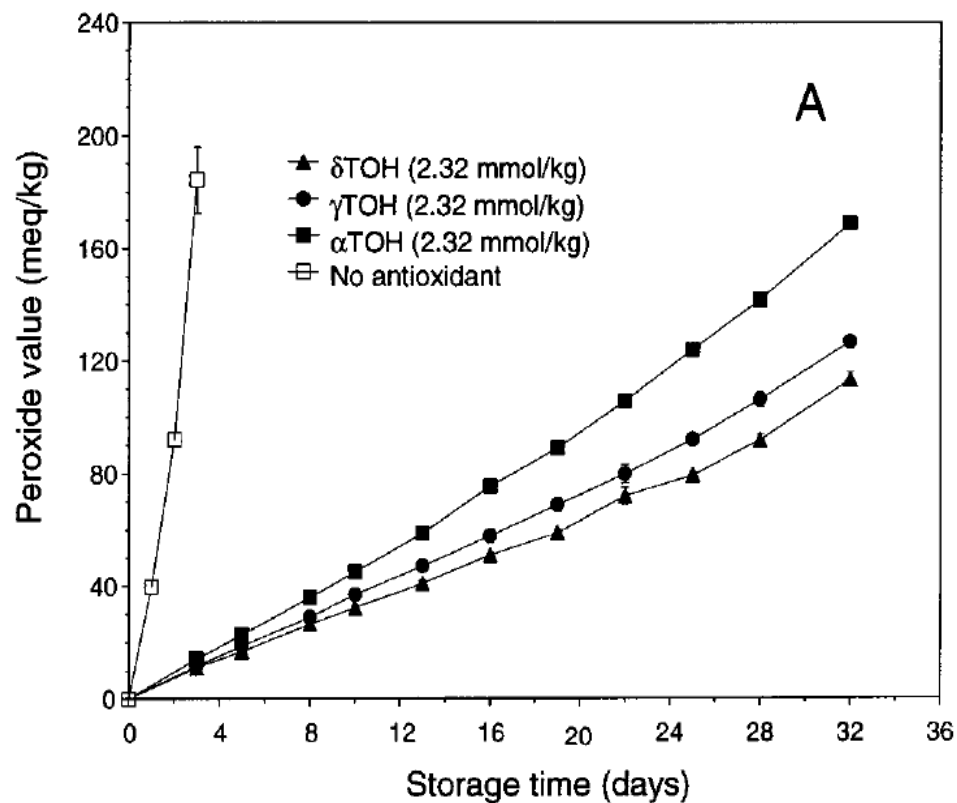 A
δTOH (2.32 mmol/kg)
γTOH (2.32 mmol/kg)
αTOH (2.32 mmol/kg)
No antioxidant
Peroxide value (meq/kg)
240
200
160
120
80
40
0
0 4 8 12 16 20 24 28 32 36
Storage time (days)